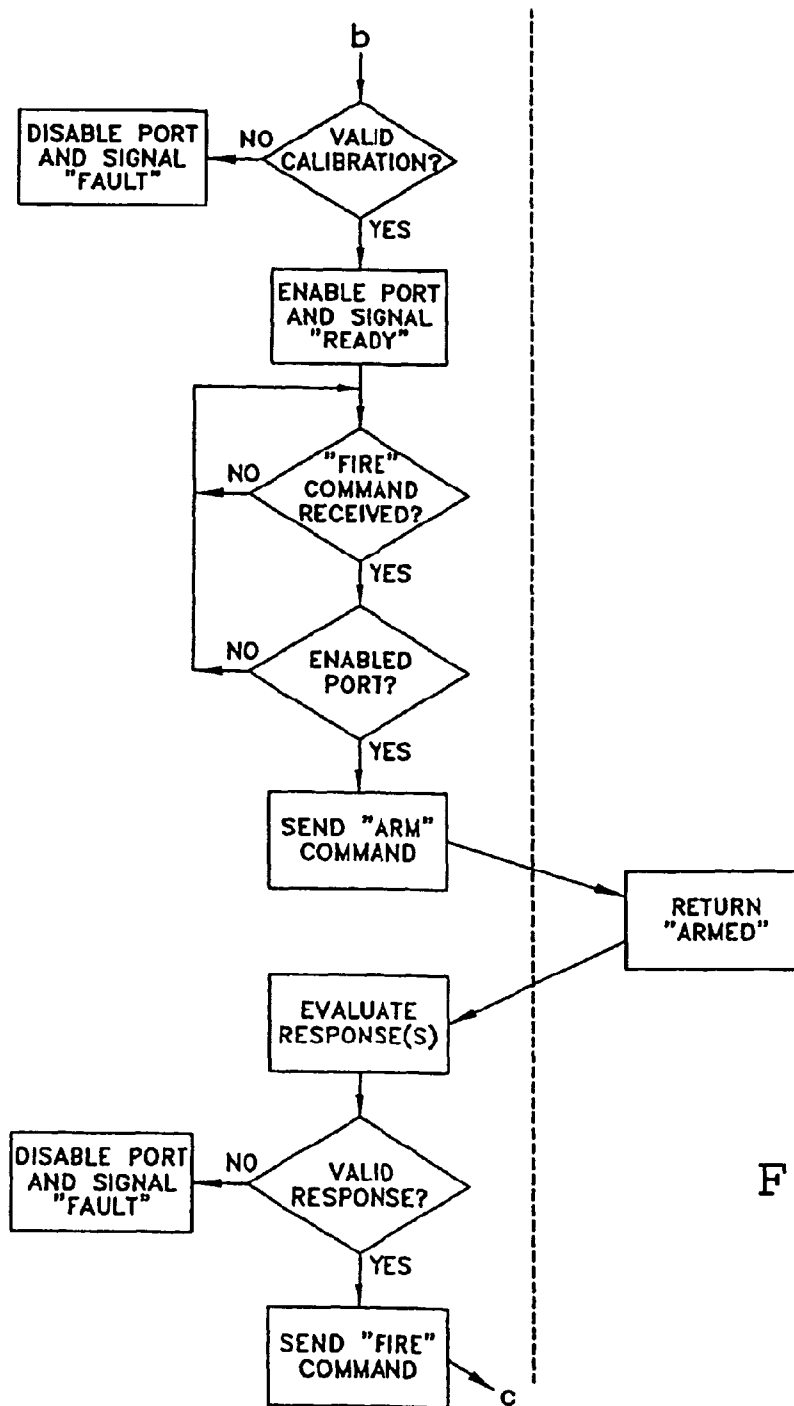 b
DISABLE PORT
AND SIGNAL
"FAULT"
NO
VALID
CALIBRATION?
YES
ENABLE PORT
AND SIGNAL
"READY"
NO
"FIRE"
COMMAND
RECEIVED?
YES
NO
ENABLED
PORT?
YES
SEND "ARM"
COMMAND
RETURN
"ARMED"
EVALUATE
RESPONSE(S)
DISABLE PORT
AND SIGNAL
"FAULT"
NO
VALID
RESPONSE?
F
YES
SEND "FIRE"
COMMAND
c